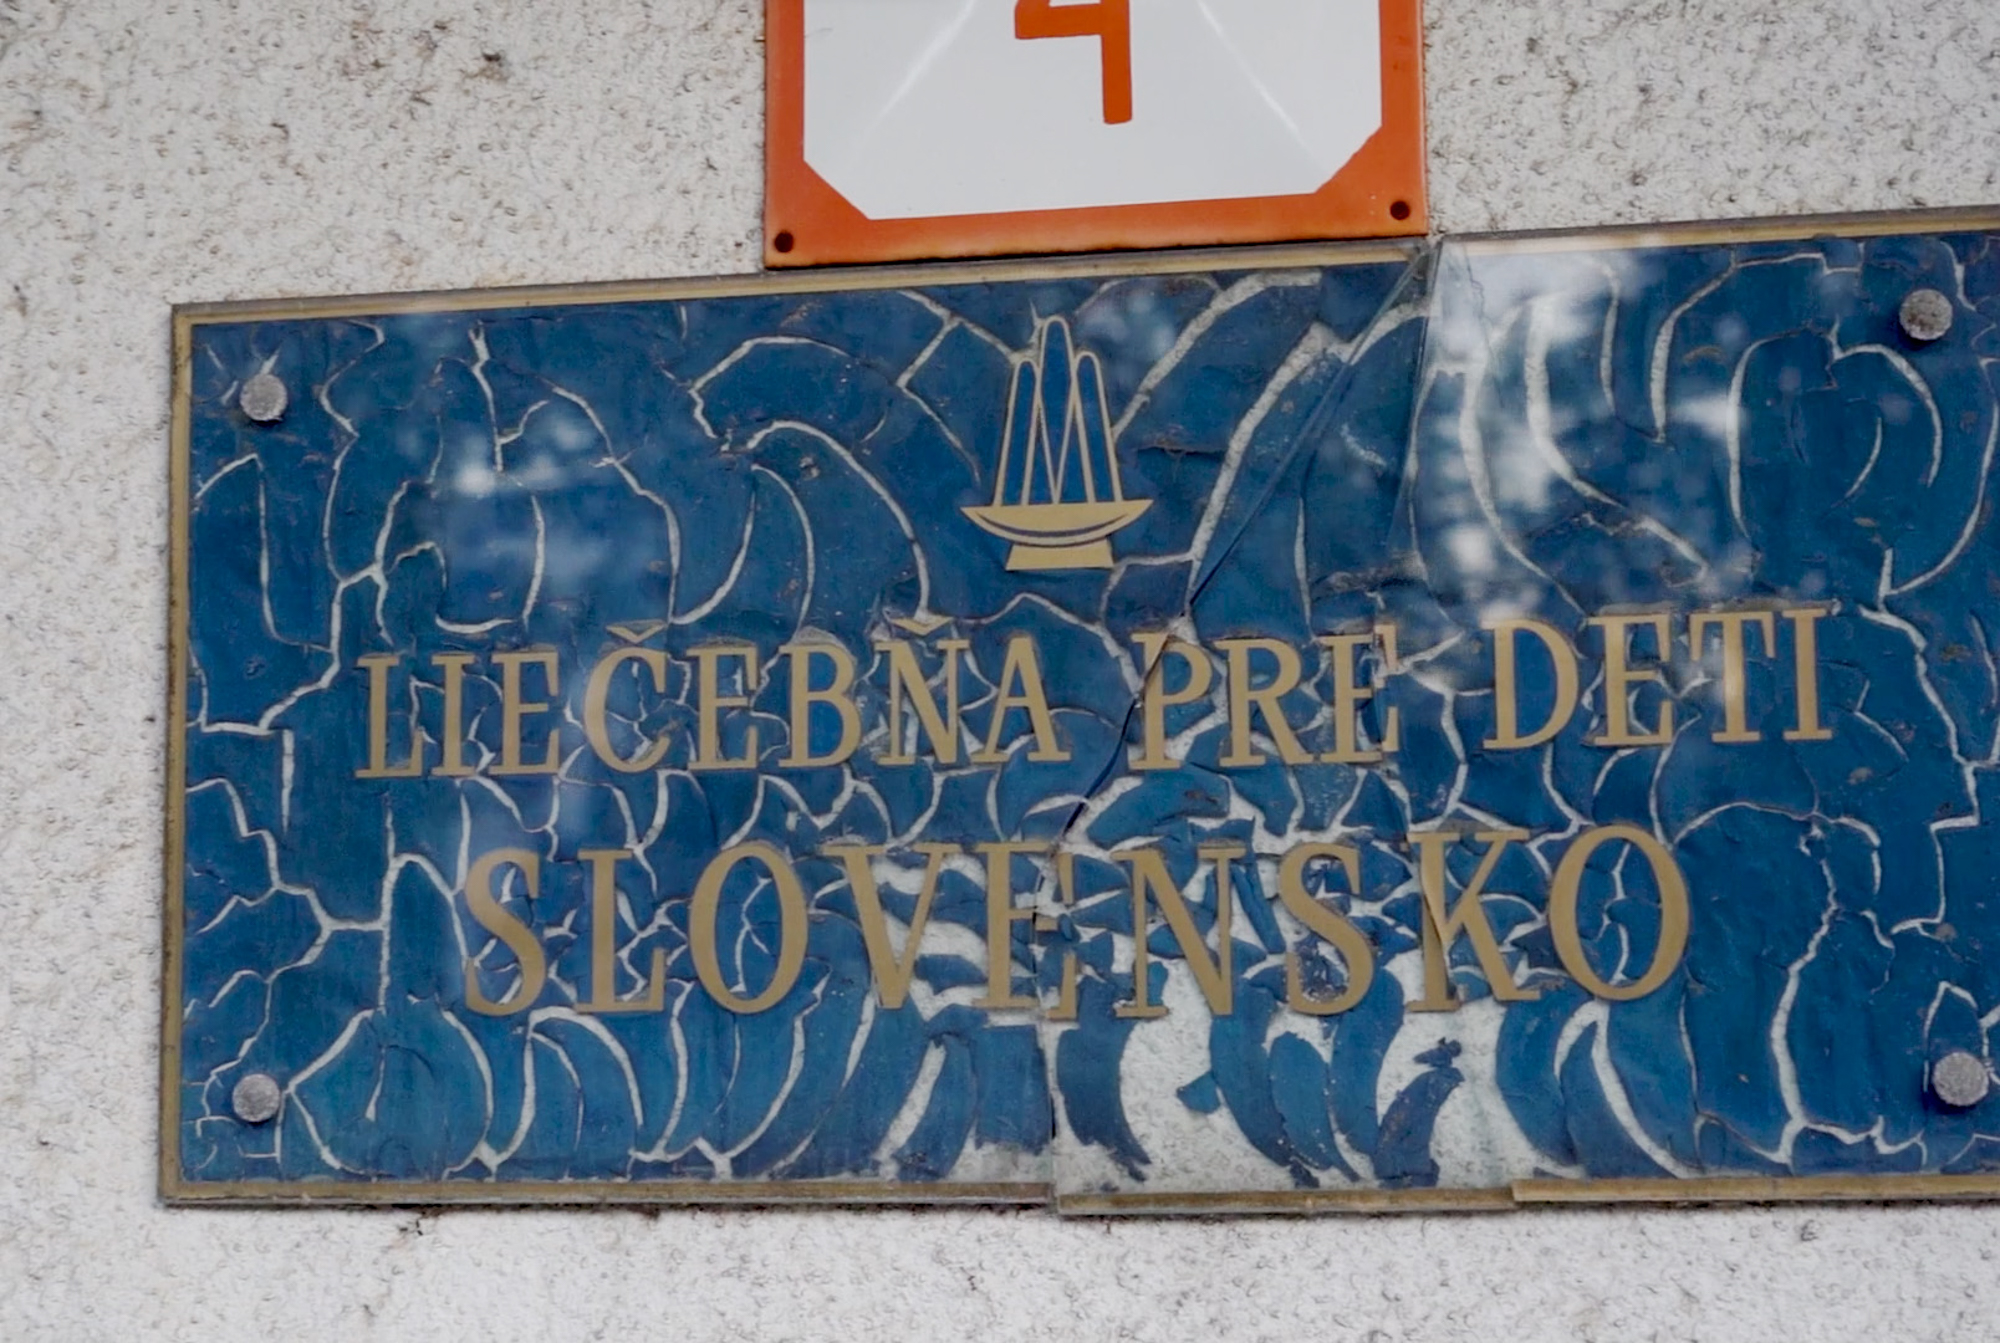 4
LIEČEBŇA PRE DETI
SLOVENSKO